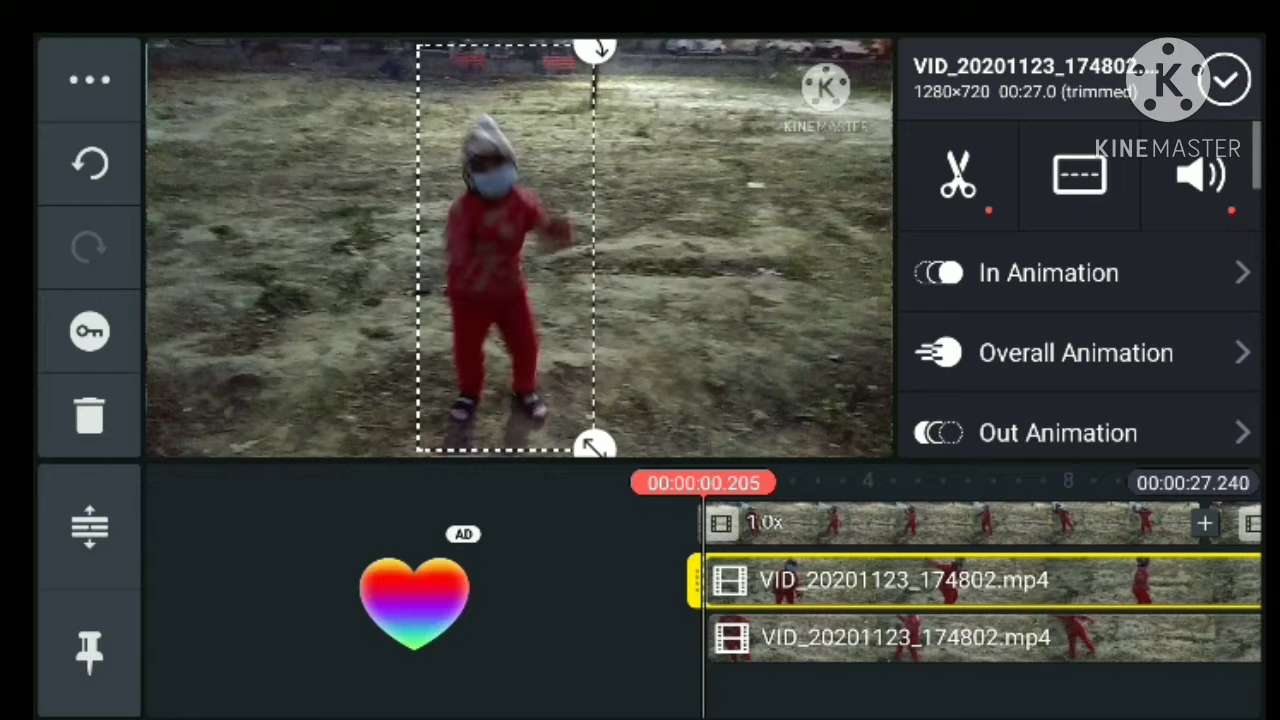 VID_20201123_174802....
1280×720 00:27.0 (trimmed)
KINEMASTER
KINEMASTER
In Animation
Overall Animation
Out Animation
00:00:00.205
4
8
00:00:27.240
1.0x
AD
VID_20201123_174802.mp4
VID_20201123_174802.mp4